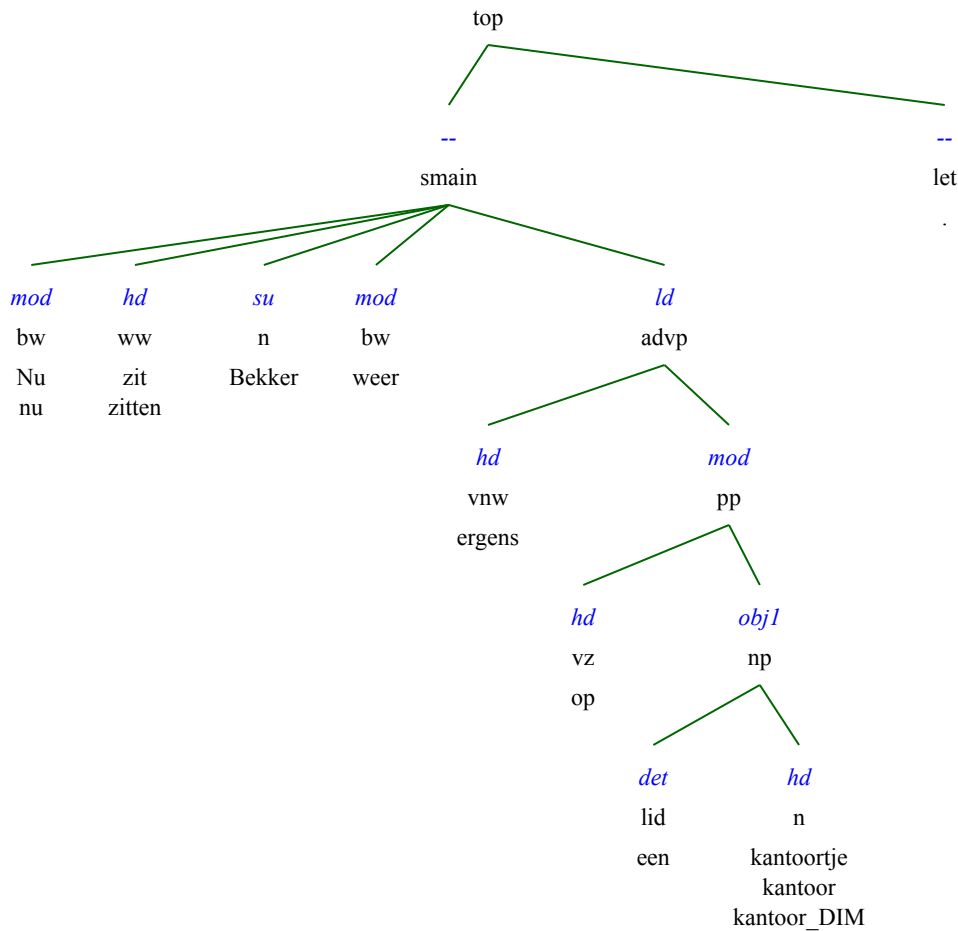 top
-- --
smain let
.
mod hd su mod ld
bw ww n bw advp
Nu zit Bekker weer
nu zitten
hd mod
vnw pp
ergens
hd obj1
vz np
op
det hd
lid n
een kantoortje
kantoor
kantoor_DIM